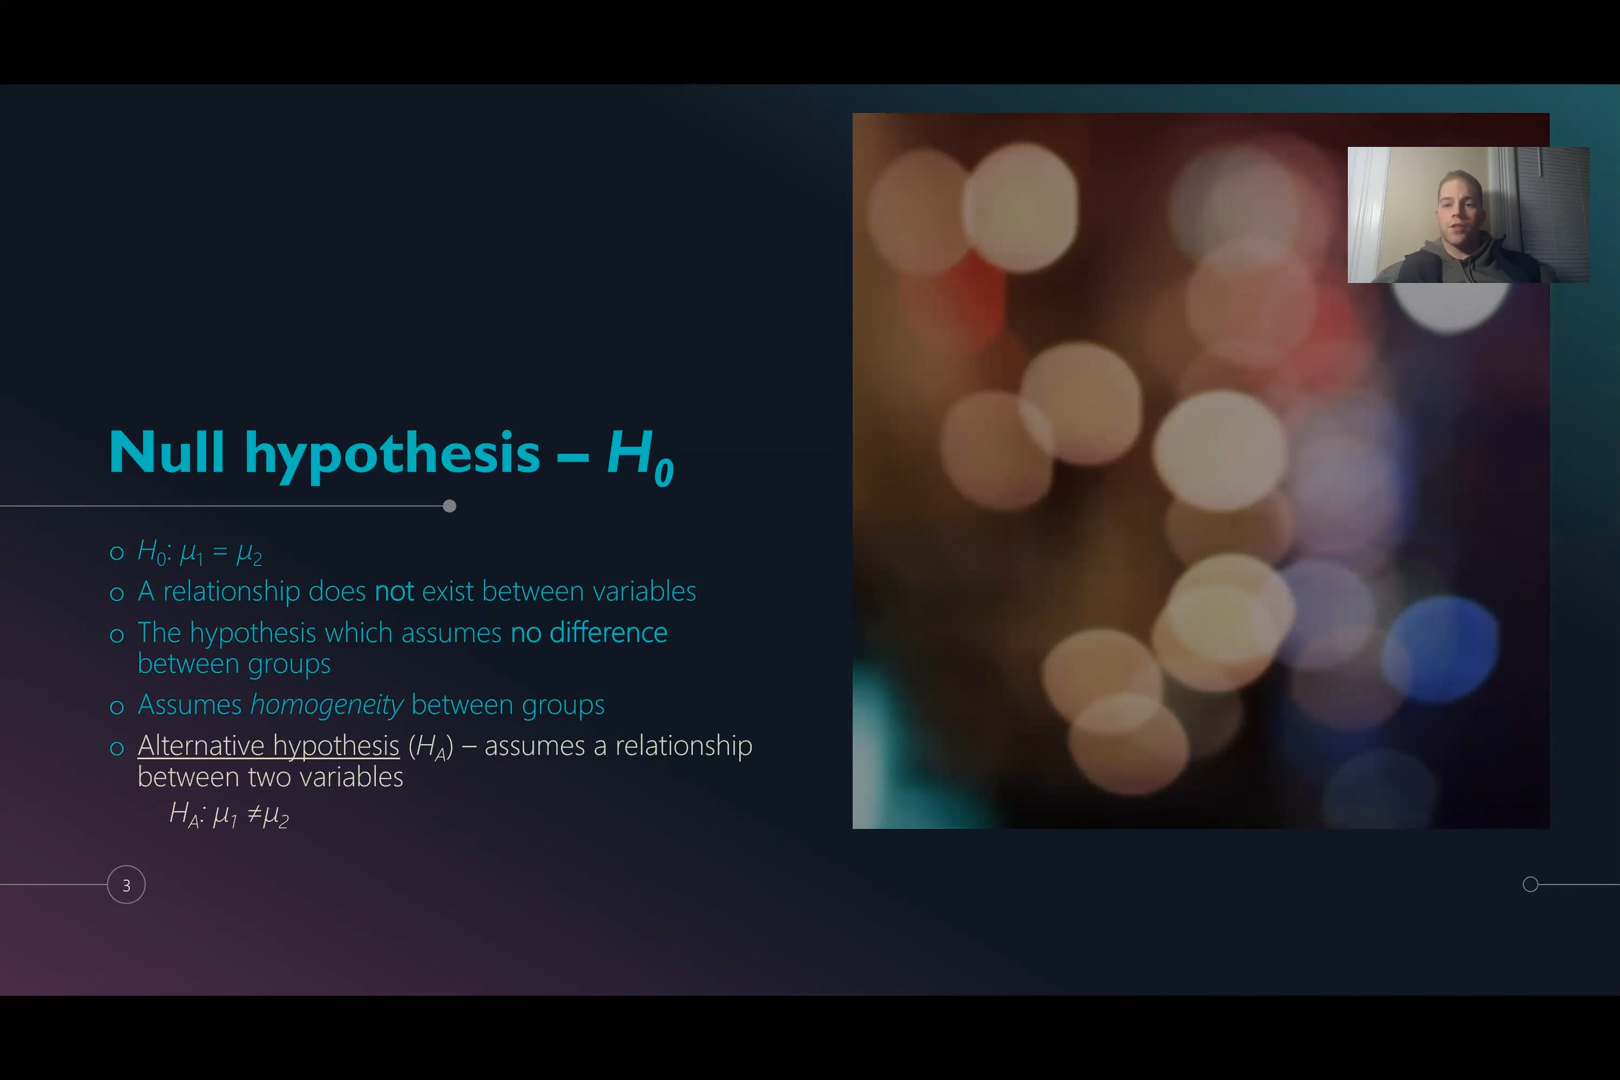 Null hypothesis – H₀
o H₀: μ₁ = μ₂
o A relationship does not exist between variables
o The hypothesis which assumes no difference
between groups
o Assumes homogeneity between groups
o Alternative hypothesis (H_A) – assumes a relationship
between two variables
H_A: μ₁ ≠μ₂
3